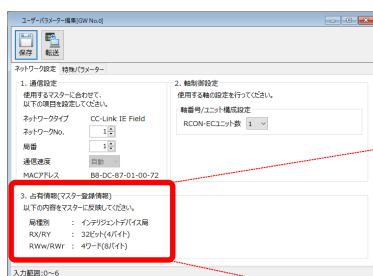 ユーザーパラメーター編集[GW No.0]
保存 転送
ネットワーク設定 特殊パラメーター
1. 通信設定
使用するマスターに合わせて、
以下の項目を設定してください。
ネットワークタイプ CC-Link IE Field
ネットワークNo. 1
局番 1
通信速度 自動
MACアドレス B8-DC-87-01-00-72
2. 軸制御設定
使用する軸の設定を行ってください。
軸番号/ユニット構成設定
RCON-ECユニット数 1
3. 占有情報(マスター登録情報)
以下の内容をマスターに反映してください。
局種別 : インテリジェントデバイス局
RX/RY : 32ビット(4バイト)
RWw/RWr : 4ワード(8バイト)
入力範囲:0～6